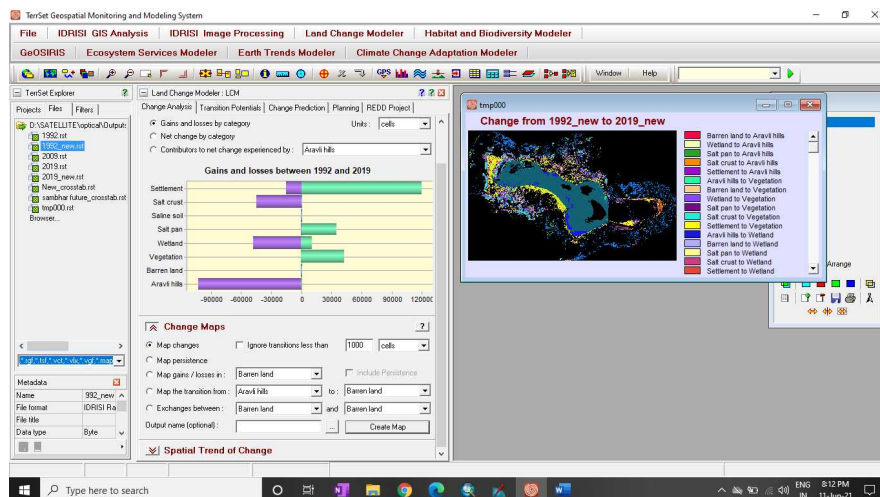 TerrSet Geospatial Monitoring and Modeling System
File IDRISI GIS Analysis IDRISI Image Processing Land Change Modeler Habitat and Biodiversity Modeler
GeOSIRIS Ecosystem Services Modeler Earth Trends Modeler Climate Change Adaptation Modeler
GPS Window Help
TerrSet Explorer ?
Projects Files Filters
D:\SATELLITE\optical\Outputs
1992.rst
1992_new.rst
2009.rst
2019.rst
2019_new.rst
New_crosstab.rst
sambhar future_crosstab.rst
tmp000.rst
Browse...
*.rgf,*.tsf,*.vct,*.vlx,*.vgf,*.map
Metadata
Name 992_new
File format IDRISI Ra
File title
Data type Byte
Land Change Modeler : LCM ? ?
Change Analysis Transition Potentials Change Prediction Planning REDD Project
Gains and losses by category Units : cells
Net change by category
Contributors to net change experienced by : Aravli hills
Gains and losses between 1992 and 2019
Settlement
Salt crust
Saline soil
Salt pan
Wetland
Vegetation
Barren land
Aravli hills
-90000 -60000 -30000 0 30000 60000 90000 120000
Change Maps ?
Map changes Ignore transitions less than 1000 cells
Map persistence
Map gains / losses in : Barren land Include Persistence
Map the transition from : Aravli hills to : Barren land
Exchanges between : Barren land and Barren land
Output name (optional) : ... Create Map
Spatial Trend of Change
tmp000
Change from 1992_new to 2019_new
Barren land to Aravli hills
Wetland to Aravli hills
Salt pan to Aravli hills
Salt crust to Aravli hills
Settlement to Aravli hills
Aravli hills to Vegetation
Barren land to Vegetation
Wetland to Vegetation
Salt pan to Vegetation
Salt crust to Vegetation
Settlement to Vegetation
Aravli hills to Wetland
Barren land to Wetland
Salt pan to Wetland
Salt crust to Wetland
Settlement to Wetland
Arrange
Type here to search
ENG 8:12 PM
IN 11-Jun-21